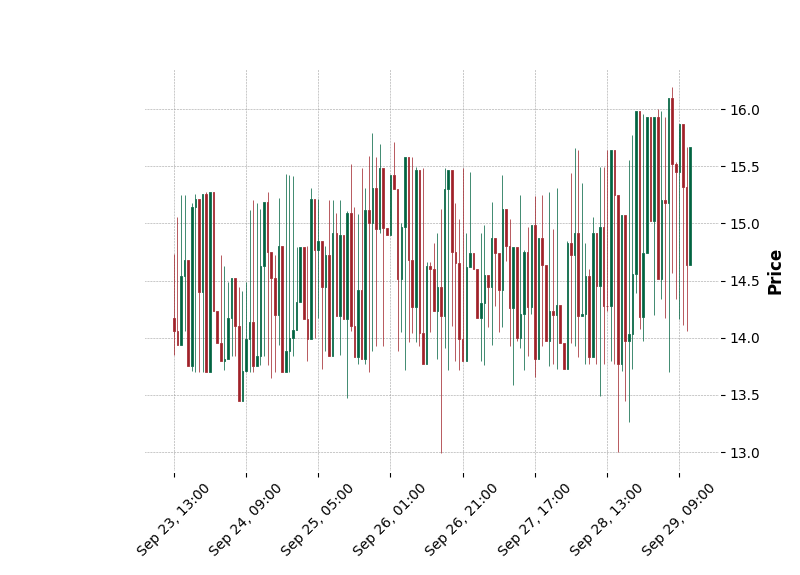 16.0
15.5
15.0
14.5
14.0
13.5
13.0
Price
Sep 23, 13:00
Sep 24, 09:00
Sep 25, 05:00
Sep 26, 01:00
Sep 26, 21:00
Sep 27, 17:00
Sep 28, 13:00
Sep 29, 09:00